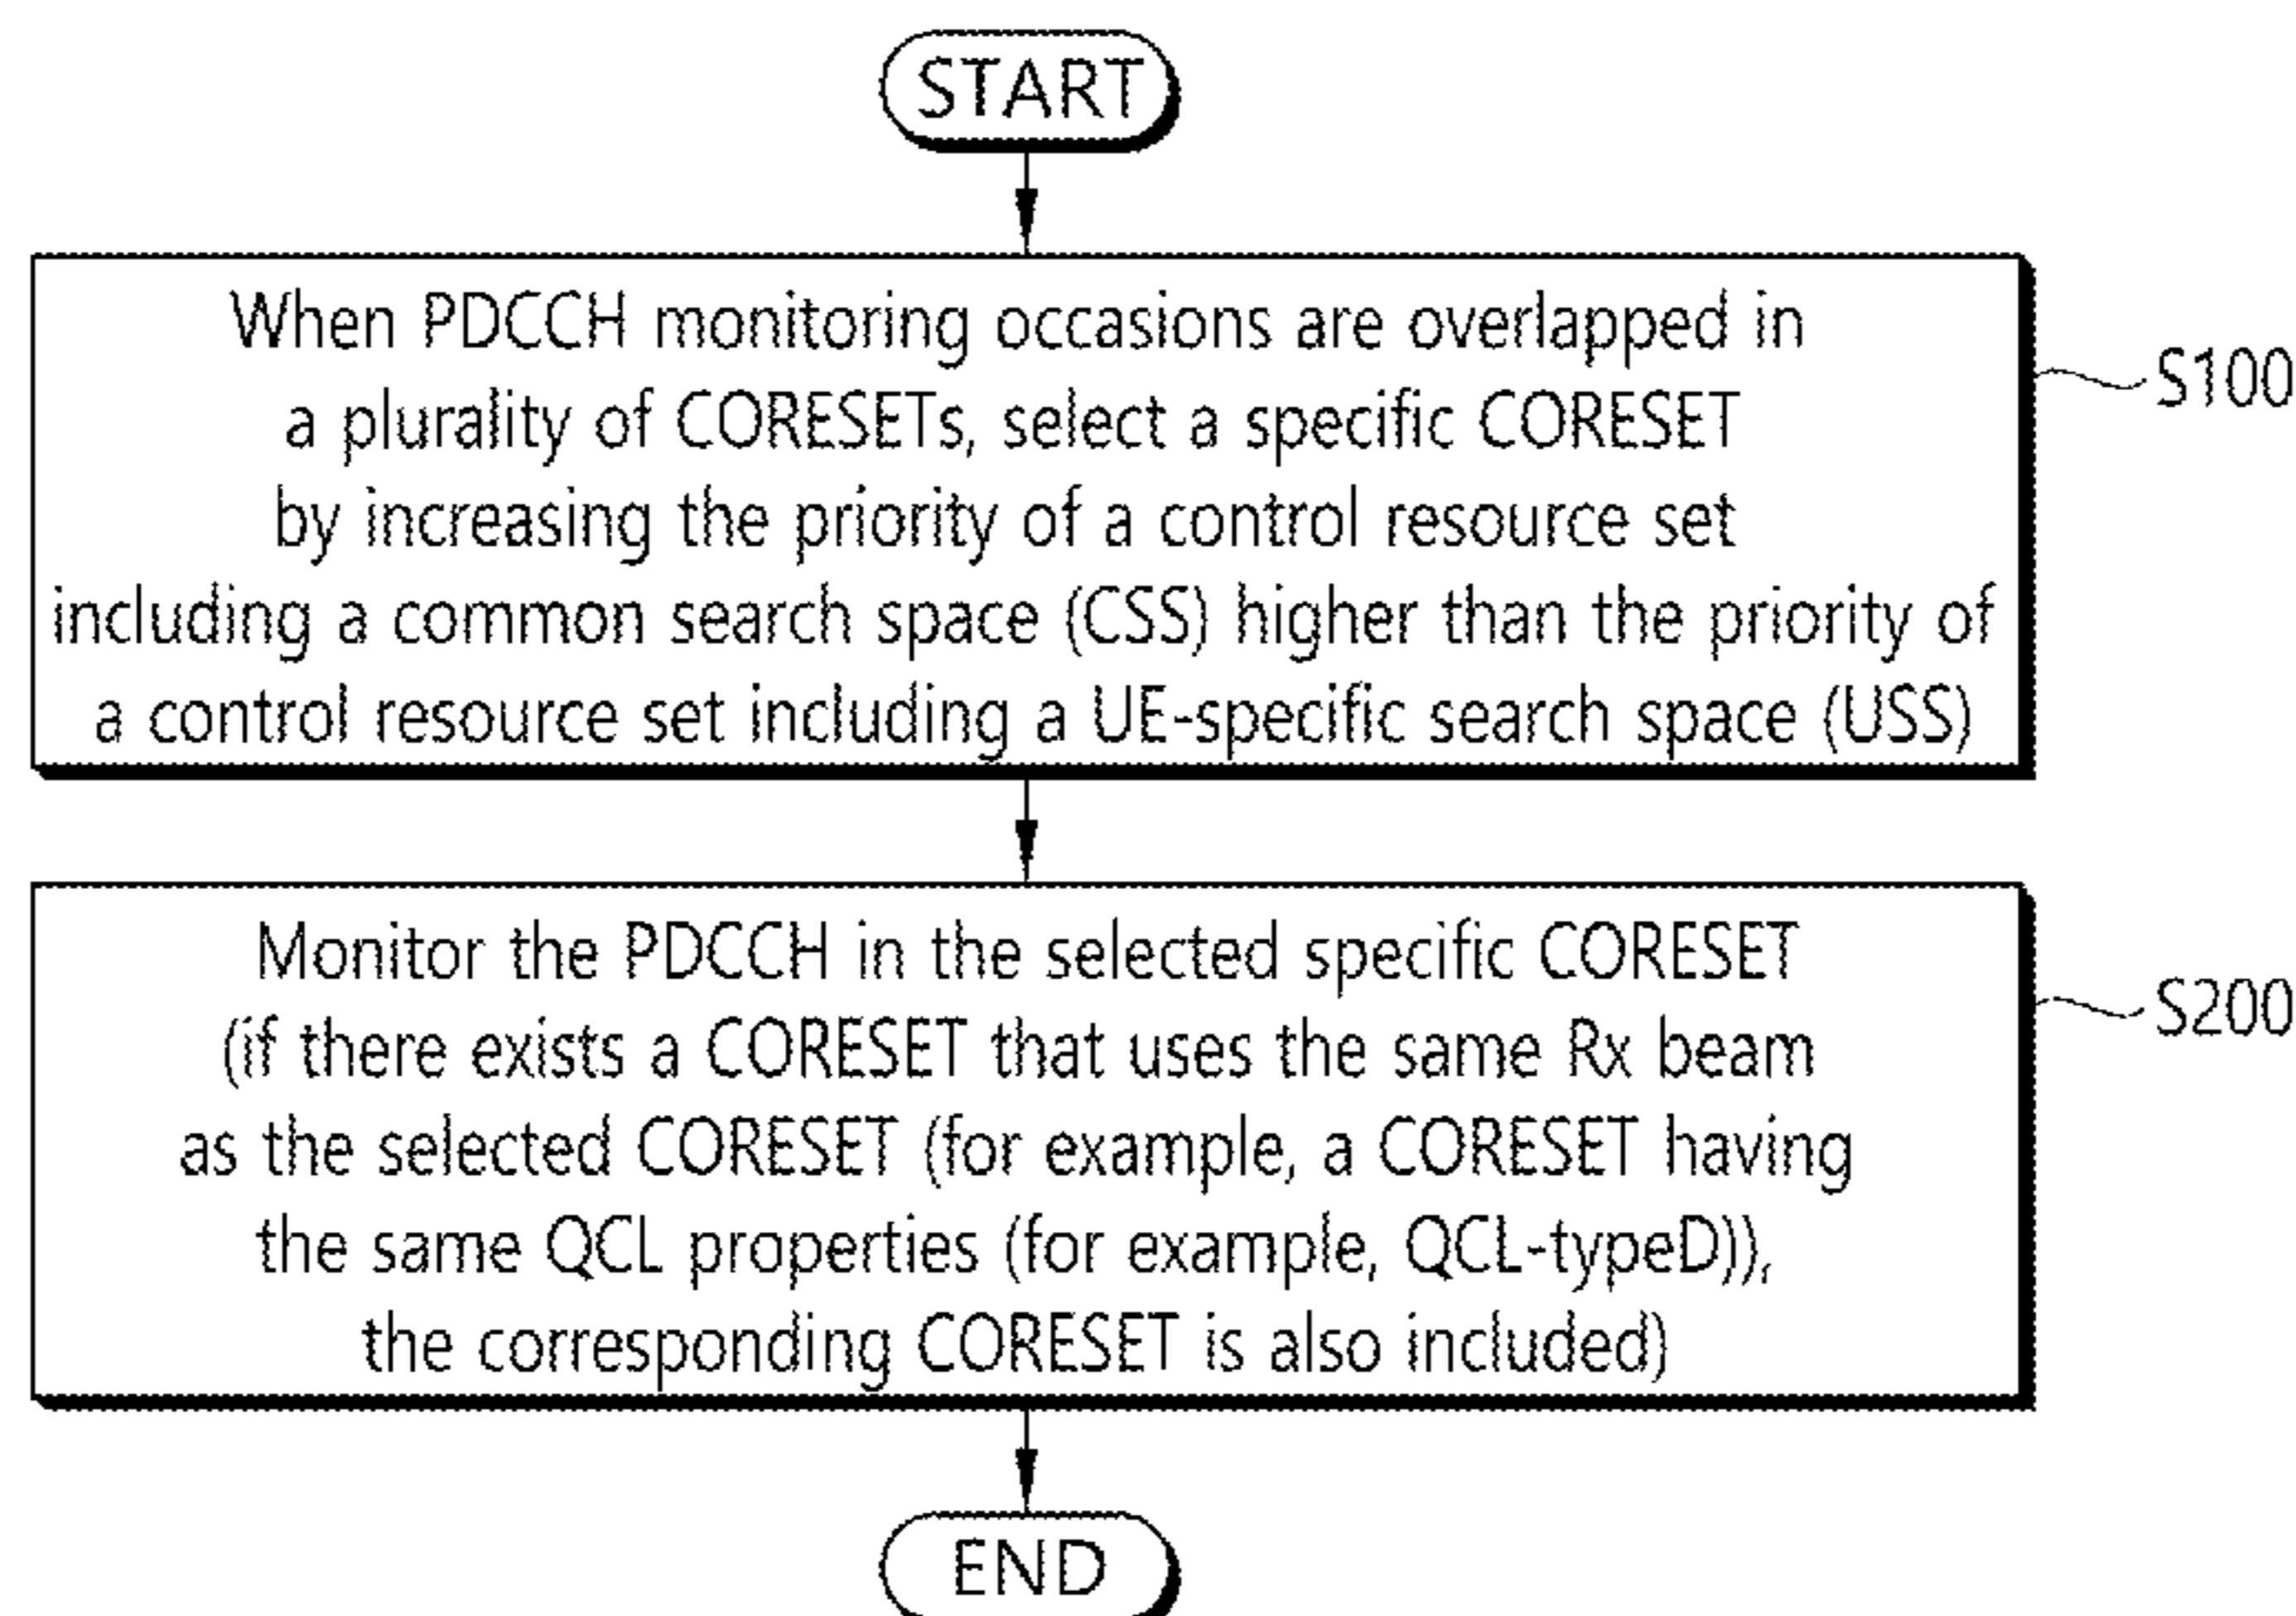 START
When PDCCH monitoring occasions are overlapped in
a plurality of CORESETs, select a specific CORESET
by increasing the priority of a control resource set
including a common search space (CSS) higher than the priority of
a control resource set including a UE-specific search space (USS)
S100
Monitor the PDCCH in the selected specific CORESET
(if there exists a CORESET that uses the same Rx beam
as the selected CORESET (for example, a CORESET having
the same QCL properties (for example, QCL-typeD)),
the corresponding CORESET is also included)
S200
END